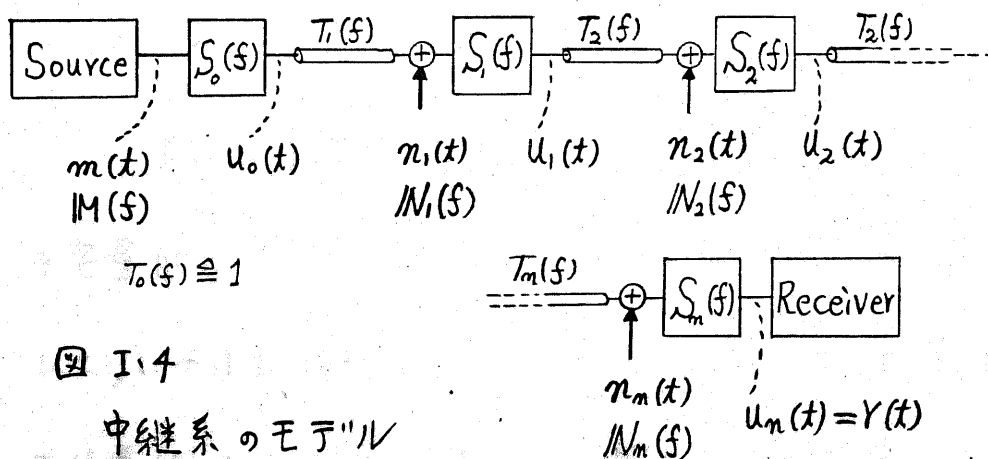 Source
S₀(f)
T₁(f)
S₁(f)
T₂(f)
S₂(f)
T₂(f)
m(t)
M(f)
u₀(t)
n₁(t)
N₁(f)
u₁(t)
n₂(t)
N₂(f)
u₂(t)
T₀(f) ≜ 1
Tₙ(f)
Sₙ(f)
Receiver
nₙ(t)
Nₙ(f)
uₙ(t)=Y(t)
図 I・4
中継系のモデル